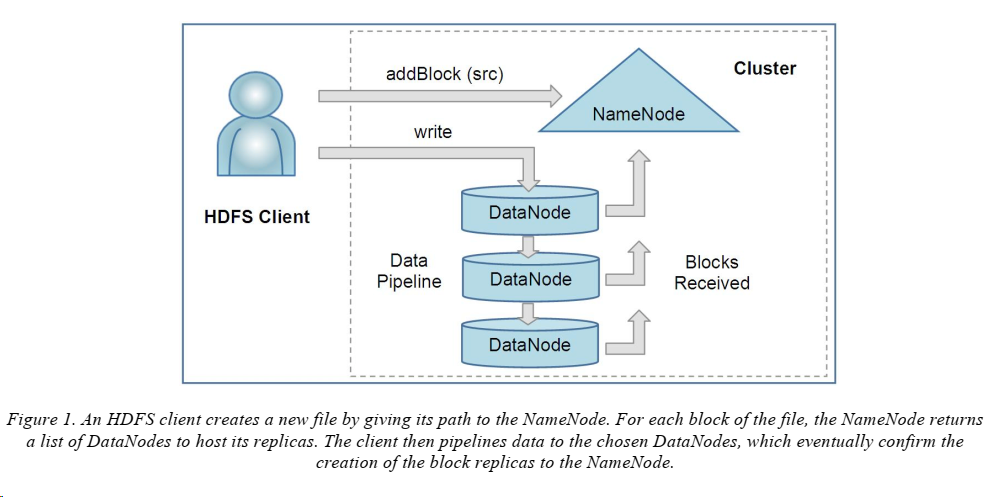 addBlock (src)
Cluster
NameNode
write
HDFS Client
DataNode
Data
Pipeline
DataNode
Blocks
Received
DataNode
Figure 1. An HDFS client creates a new file by giving its path to the NameNode. For each block of the file, the NameNode returns
a list of DataNodes to host its replicas. The client then pipelines data to the chosen DataNodes, which eventually confirm the
creation of the block replicas to the NameNode.